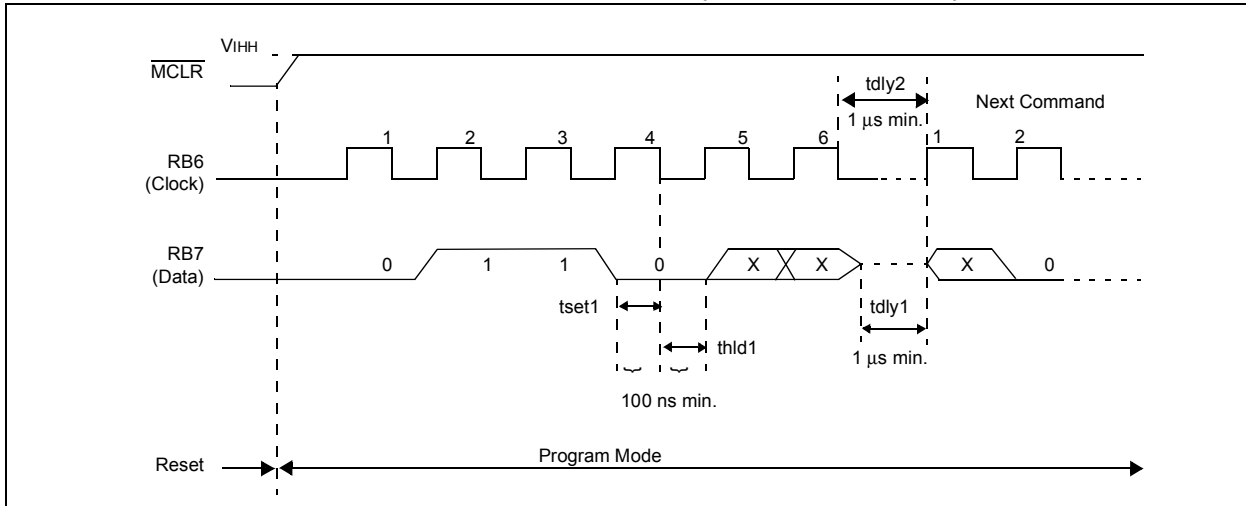 VIHH
MCLR
tdly2
Next Command
1 μs min.
1 2 3 4 5 6 1 2
RB6
(Clock)
RB7
(Data)
0 1 1 0 X X X 0
tset1
tdly1
thld1
1 μs min.
100 ns min.
Reset
Program Mode